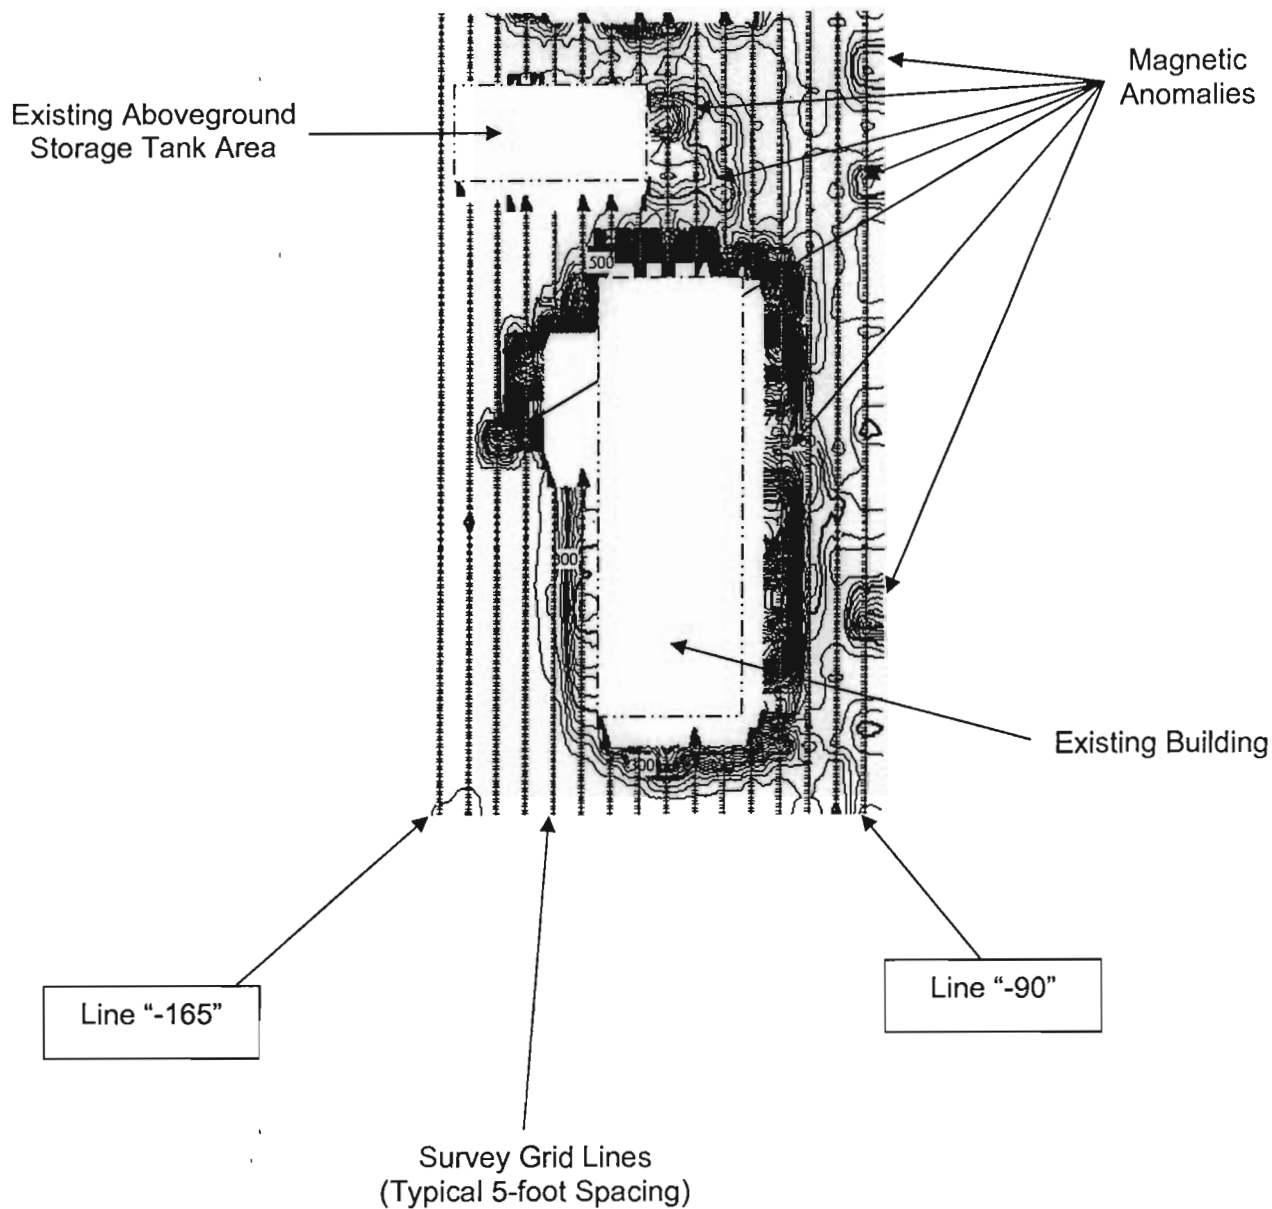 Magnetic
Anomalies
Existing Aboveground
Storage Tank Area
500
300
300
Existing Building
Line “-165”
Line “-90”
Survey Grid Lines
(Typical 5-foot Spacing)